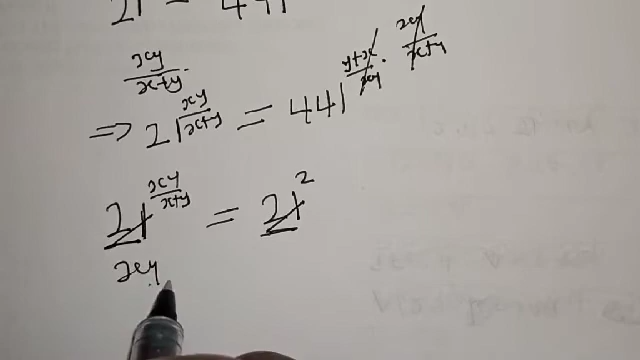 21 = 441
xy/x+y .
⇒ 21^(xy/x+y) = 441^(y+x/xy · xy/x+y)
21^(xy/x+y) = 21^2
xy